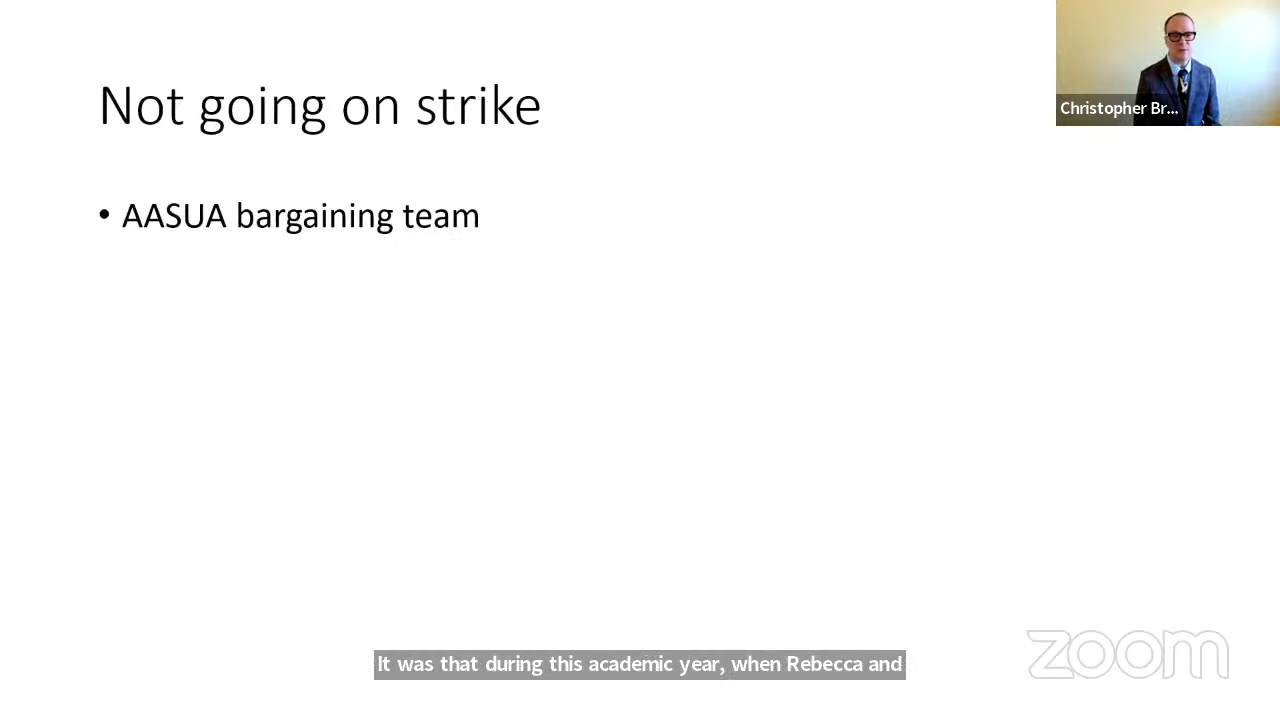 Not going on strike
Christopher Br...
• AASUA bargaining team
It was that during this academic year, when Rebecca and
zoom